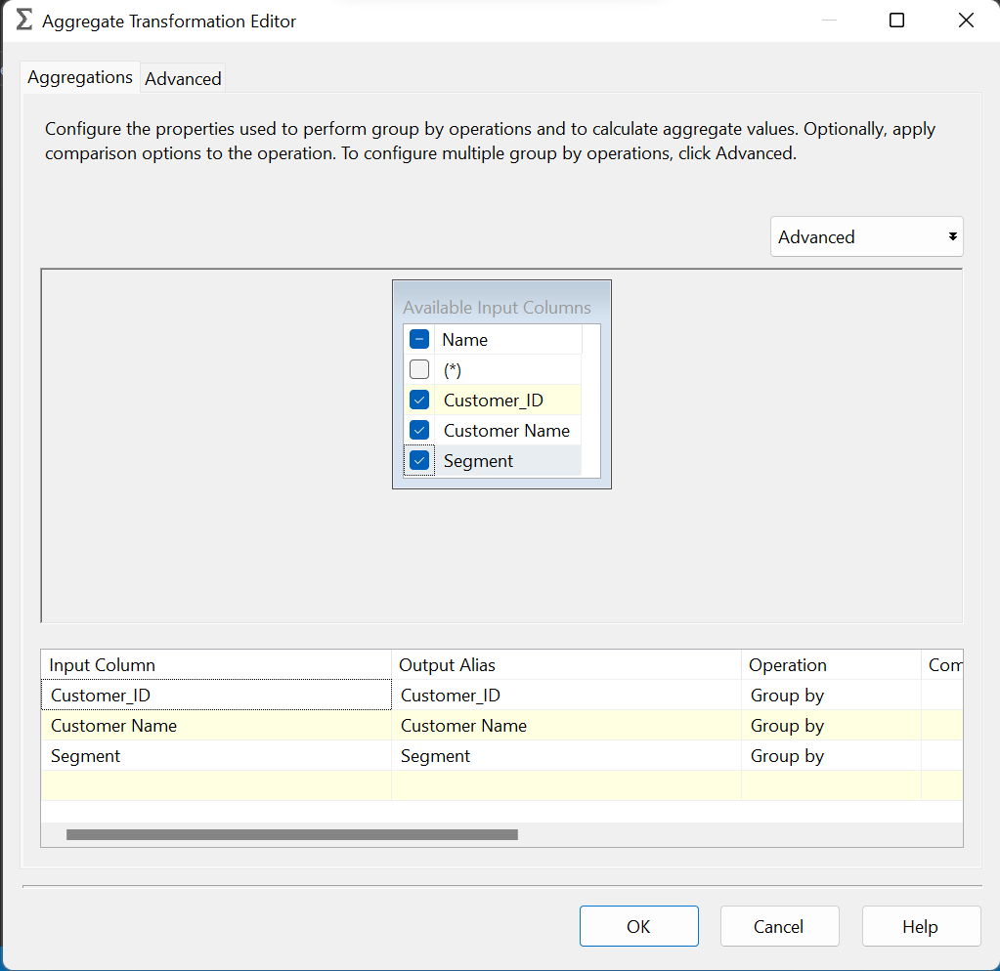 Aggregate Transformation Editor
Aggregations Advanced
Configure the properties used to perform group by operations and to calculate aggregate values. Optionally, apply
comparison options to the operation. To configure multiple group by operations, click Advanced.
Advanced
Available Input Columns
Name
(*)
Customer_ID
Customer Name
Segment
Input Column Output Alias Operation Com
Customer_ID Customer_ID Group by
Customer Name Customer Name Group by
Segment Segment Group by
OK Cancel Help